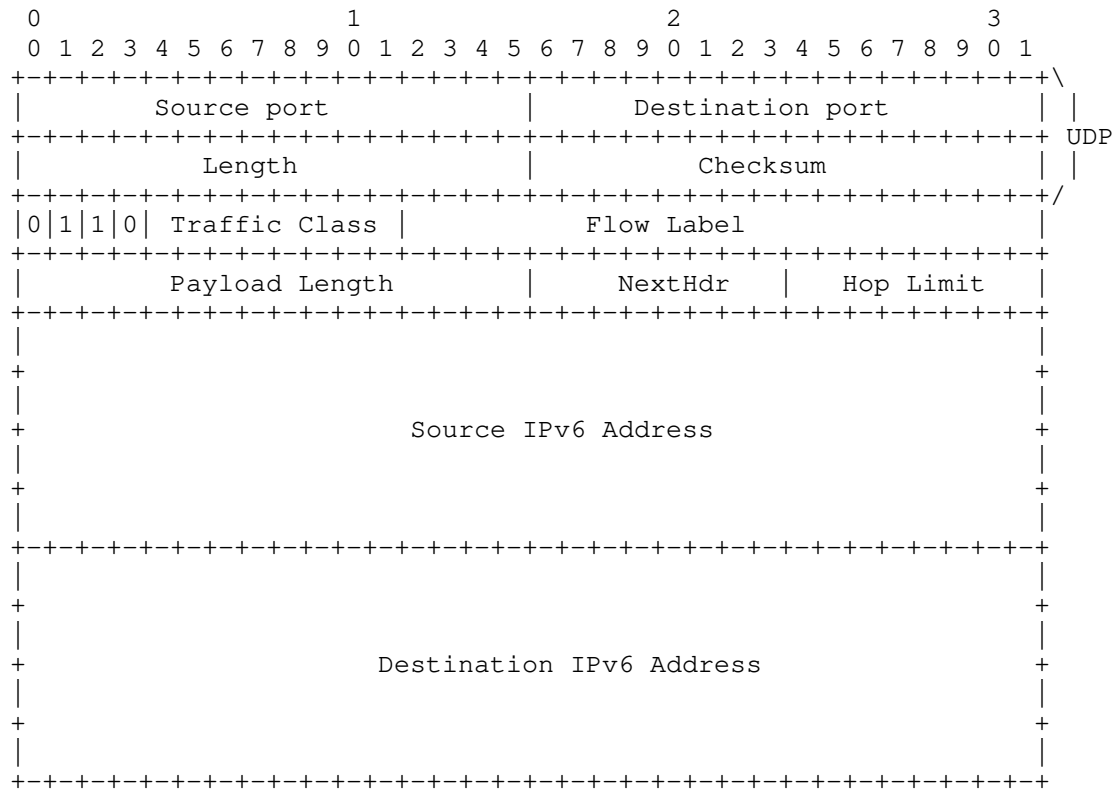 0                   1                   2                   3
 0 1 2 3 4 5 6 7 8 9 0 1 2 3 4 5 6 7 8 9 0 1 2 3 4 5 6 7 8 9 0 1
+-+-+-+-+-+-+-+-+-+-+-+-+-+-+-+-+-+-+-+-+-+-+-+-+-+-+-+-+-+-+-+-+\
|        Source port            |      Destination port         | |
+-+-+-+-+-+-+-+-+-+-+-+-+-+-+-+-+-+-+-+-+-+-+-+-+-+-+-+-+-+-+-+-+ UDP
|           Length              |          Checksum             | |
+-+-+-+-+-+-+-+-+-+-+-+-+-+-+-+-+-+-+-+-+-+-+-+-+-+-+-+-+-+-+-+-+/
|0|1|1|0| Traffic Class |           Flow Label                  |
+-+-+-+-+-+-+-+-+-+-+-+-+-+-+-+-+-+-+-+-+-+-+-+-+-+-+-+-+-+-+-+-+
|         Payload Length        |     NextHdr   |   Hop Limit   |
+-+-+-+-+-+-+-+-+-+-+-+-+-+-+-+-+-+-+-+-+-+-+-+-+-+-+-+-+-+-+-+-+
|                                                               |
+                                                               +
|                                                               |
+                        Source IPv6 Address                    +
|                                                               |
+                                                               +
|                                                               |
+-+-+-+-+-+-+-+-+-+-+-+-+-+-+-+-+-+-+-+-+-+-+-+-+-+-+-+-+-+-+-+-+
|                                                               |
+                                                               +
|                                                               |
+                      Destination IPv6 Address                 +
|                                                               |
+                                                               +
|                                                               |
+-+-+-+-+-+-+-+-+-+-+-+-+-+-+-+-+-+-+-+-+-+-+-+-+-+-+-+-+-+-+-+-+